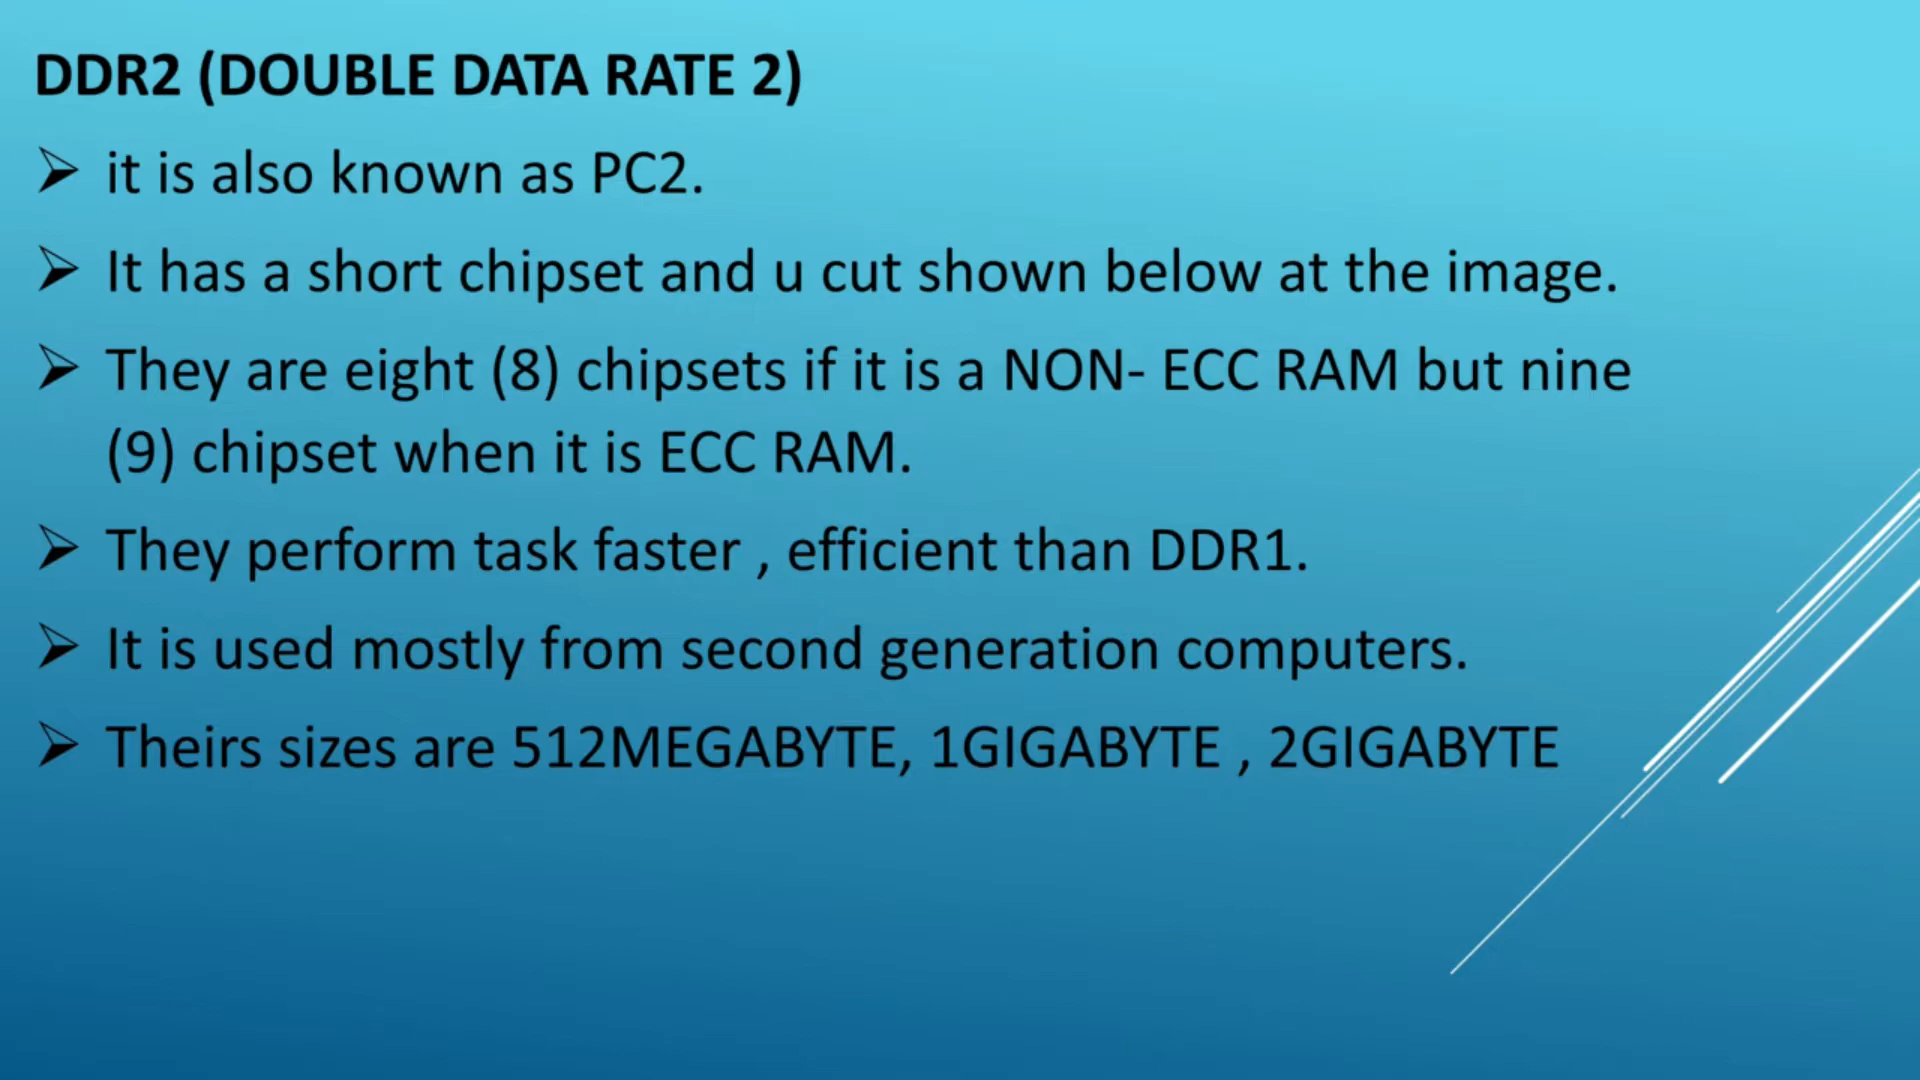 DDR2 (DOUBLE DATA RATE 2)
it is also known as PC2.
It has a short chipset and u cut shown below at the image.
They are eight (8) chipsets if it is a NON- ECC RAM but nine
(9) chipset when it is ECC RAM.
They perform task faster , efficient than DDR1.
It is used mostly from second generation computers.
Theirs sizes are 512MEGABYTE, 1GIGABYTE , 2GIGABYTE